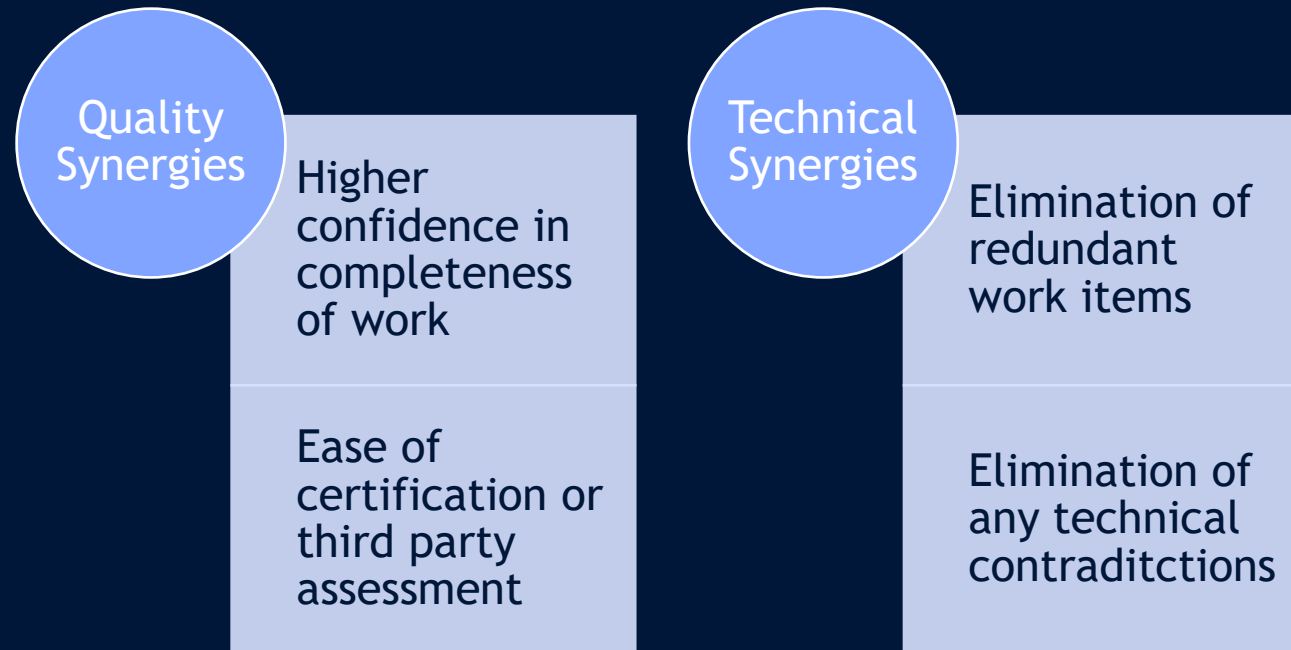 Quality
Synergies
Higher
confidence in
completeness
of work
Ease of
certification or
third party
assessment
Technical
Synergies
Elimination of
redundant
work items
Elimination of
any technical
contraditctions